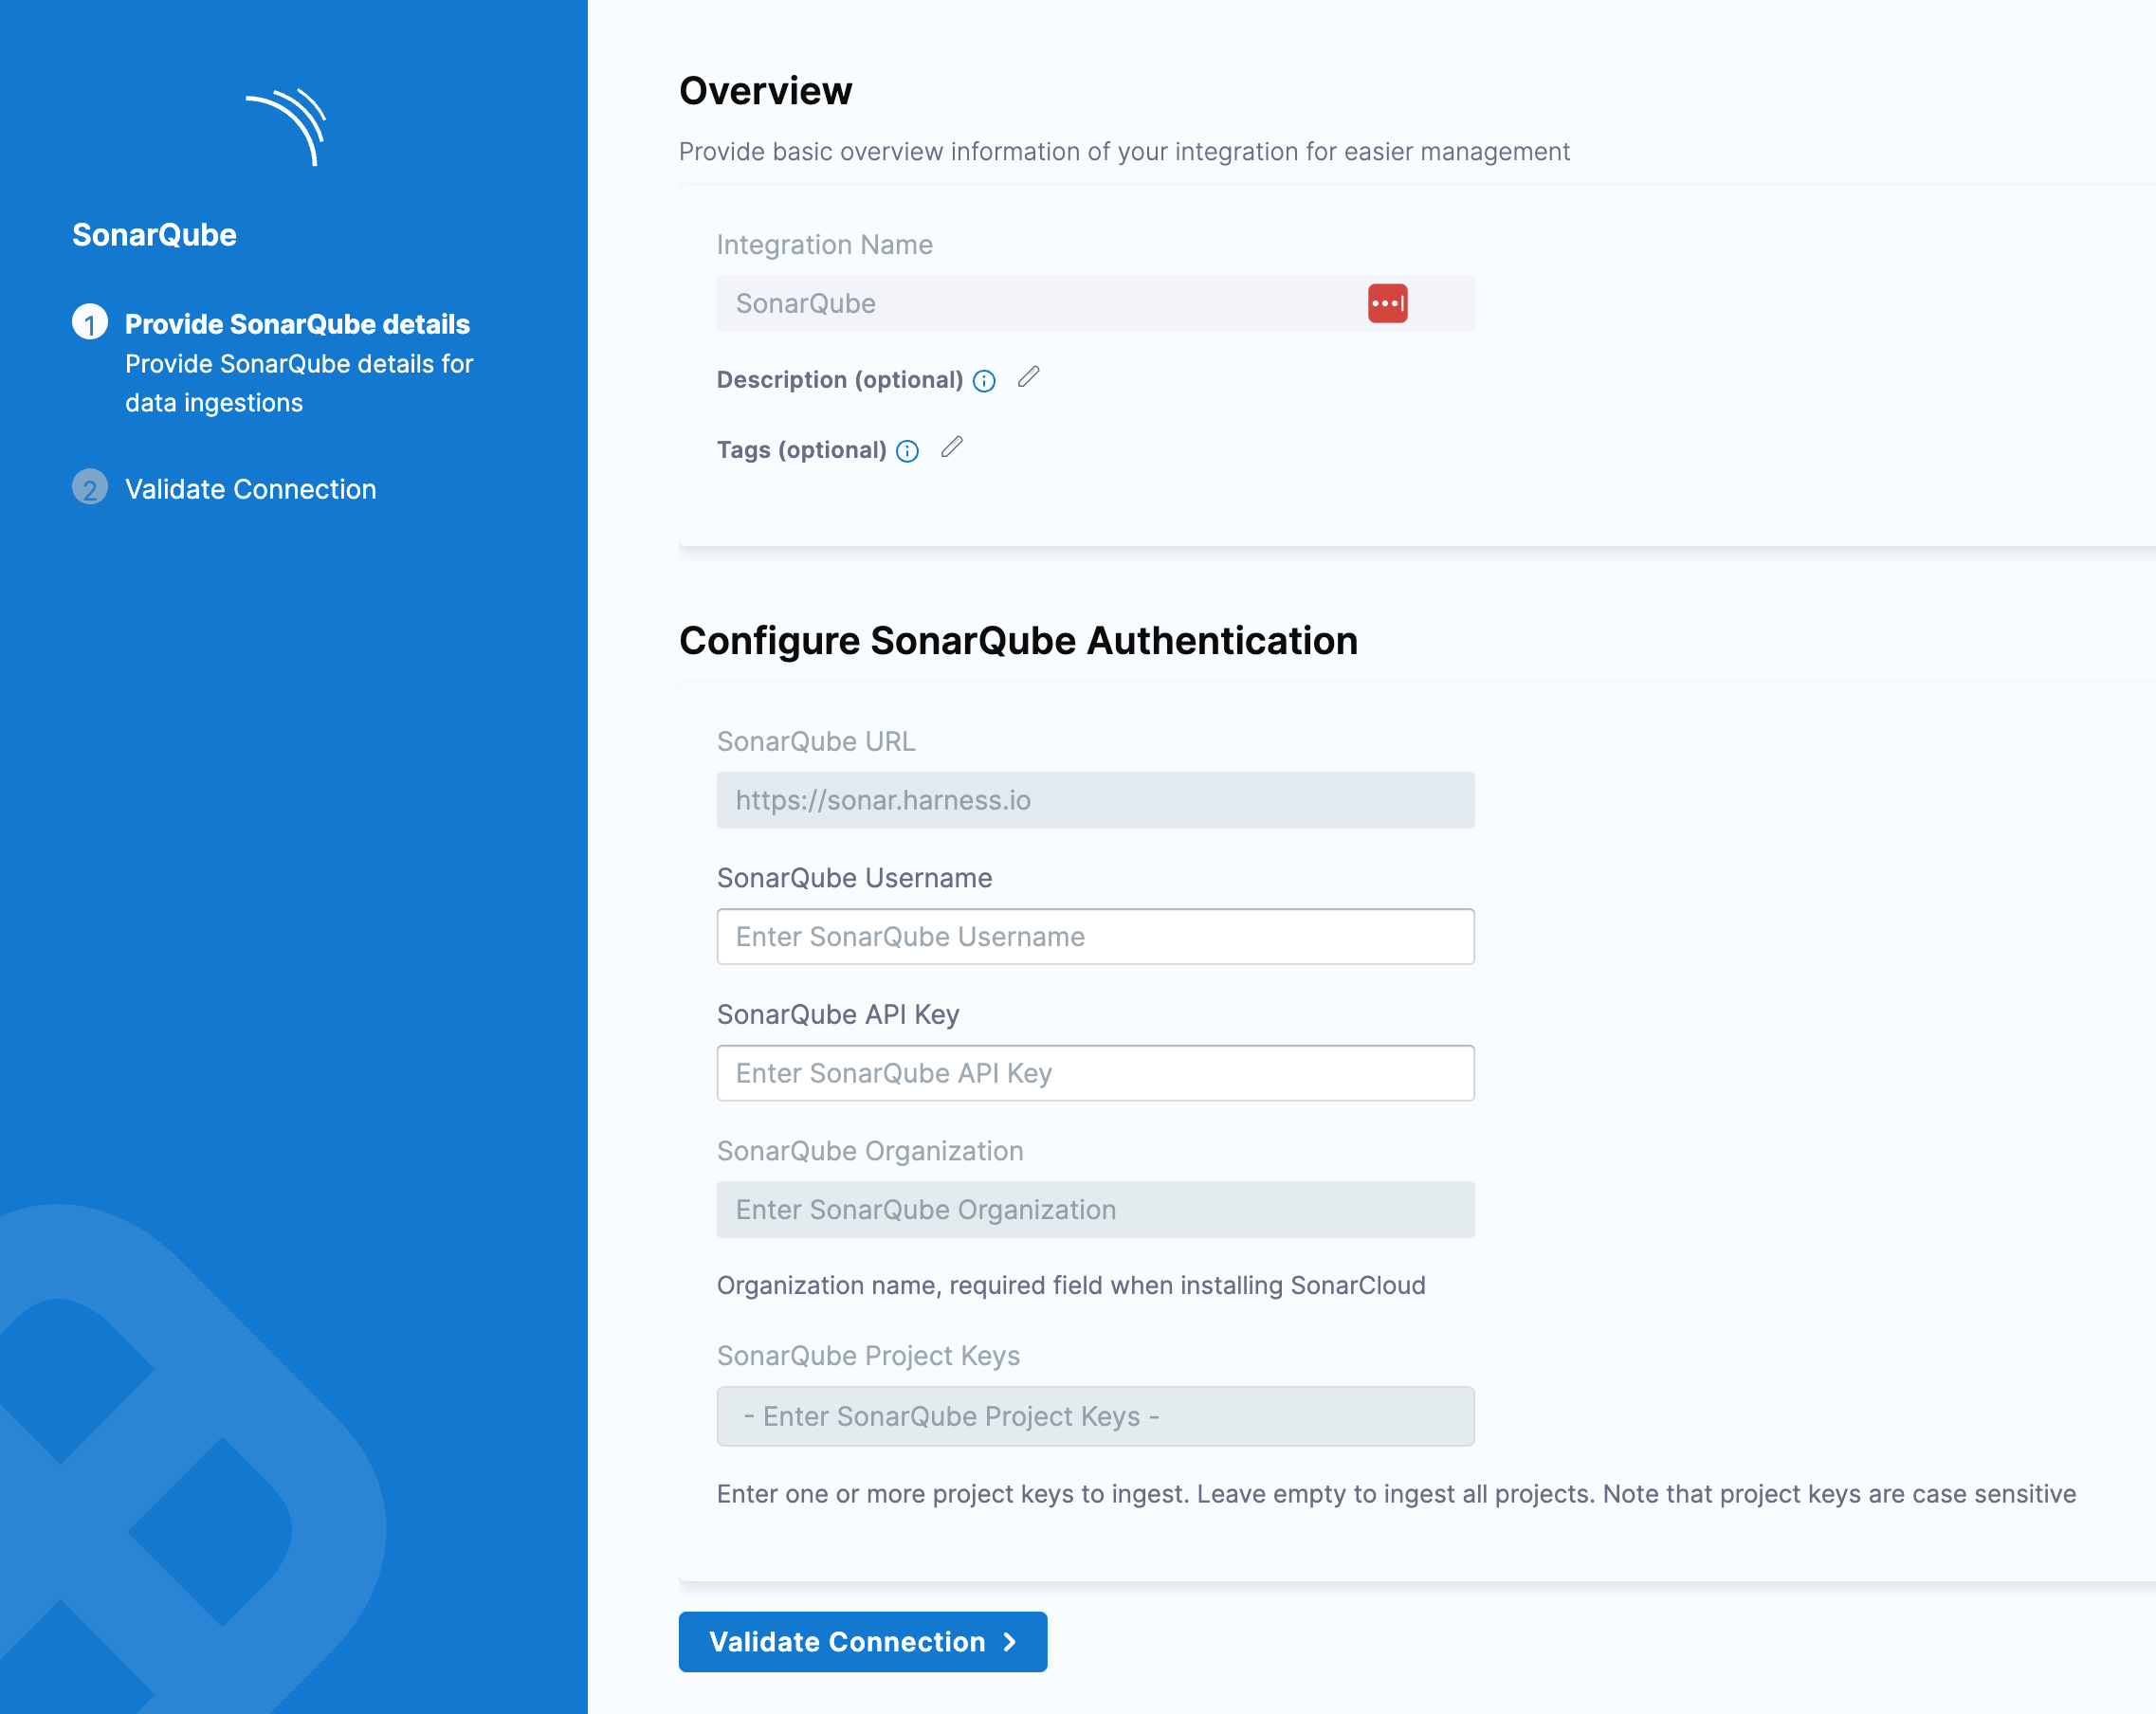 SonarQube
1 Provide SonarQube details
Provide SonarQube details for
data ingestions
2 Validate Connection
Overview
Provide basic overview information of your integration for easier management
Integration Name
SonarQube
Description (optional)
Tags (optional)
Configure SonarQube Authentication
SonarQube URL
https://sonar.harness.io
SonarQube Username
Enter SonarQube Username
SonarQube API Key
Enter SonarQube API Key
SonarQube Organization
Enter SonarQube Organization
Organization name, required field when installing SonarCloud
SonarQube Project Keys
- Enter SonarQube Project Keys -
Enter one or more project keys to ingest. Leave empty to ingest all projects. Note that project keys are case sensitive
Validate Connection